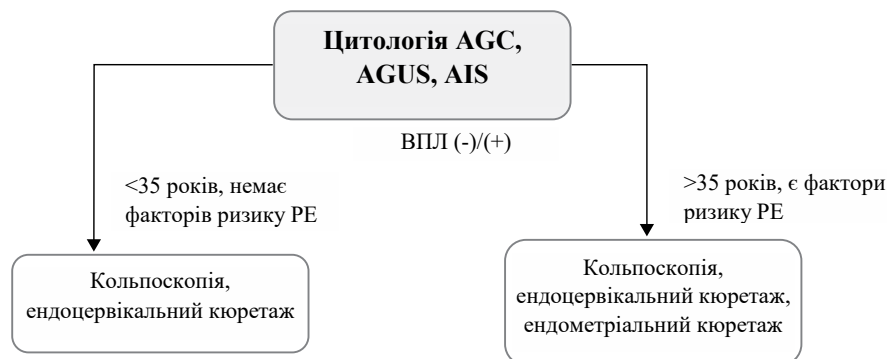 Цитологія AGC,
AGUS, AIS
ВПЛ (-)/(+)
<35 років, немає
факторів ризику РЕ
>35 років, є фактори
ризику РЕ
Кольпоскопія,
ендоцервікальний кюретаж
Кольпоскопія,
ендоцервікальний кюретаж,
ендометріальний кюретаж